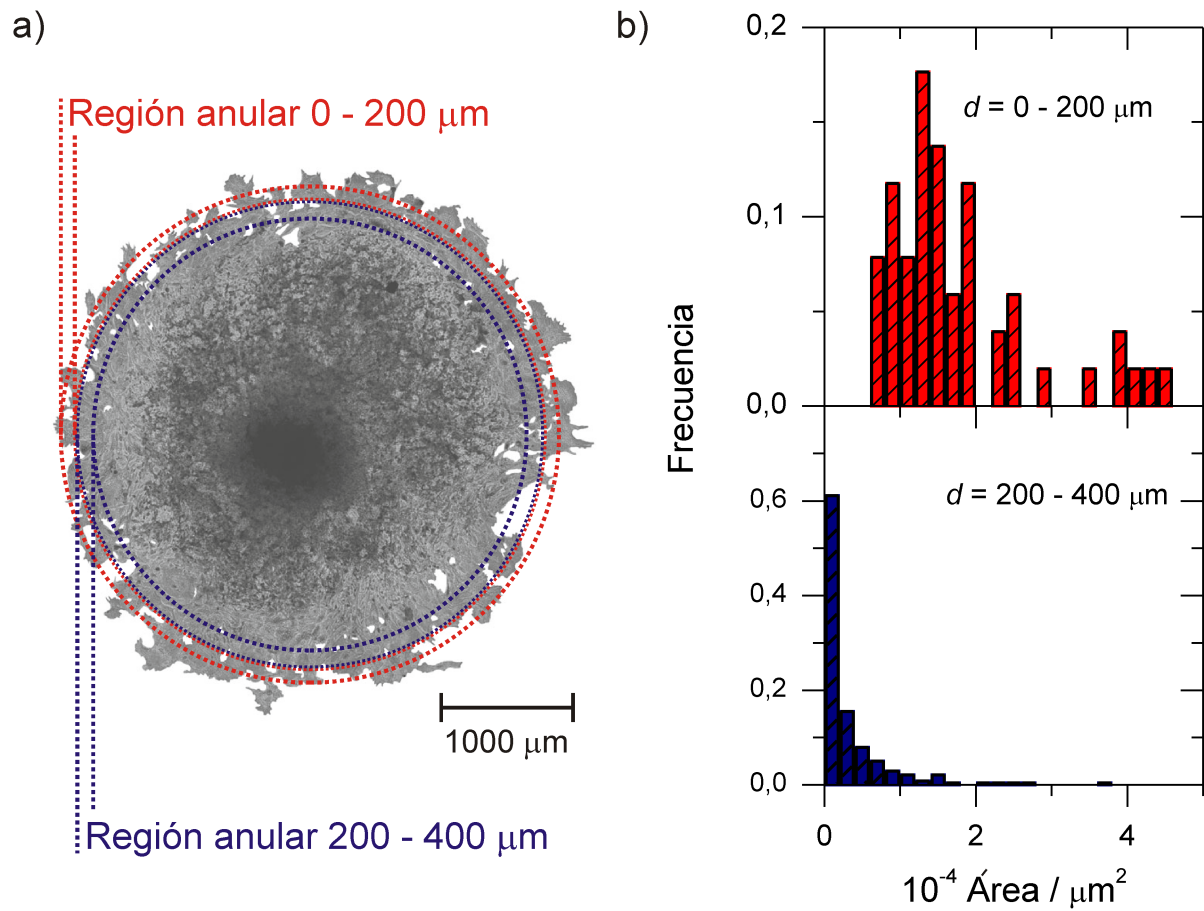 a)
Región anular 0 - 200 μm
1000 μm
Región anular 200 - 400 μm
b)
Frecuencia
0,2
0,1
0,0
d = 0 - 200 μm
0,6
0,4
0,2
0,0
d = 200 - 400 μm
0 2 4
10⁻⁴ Área / μm²